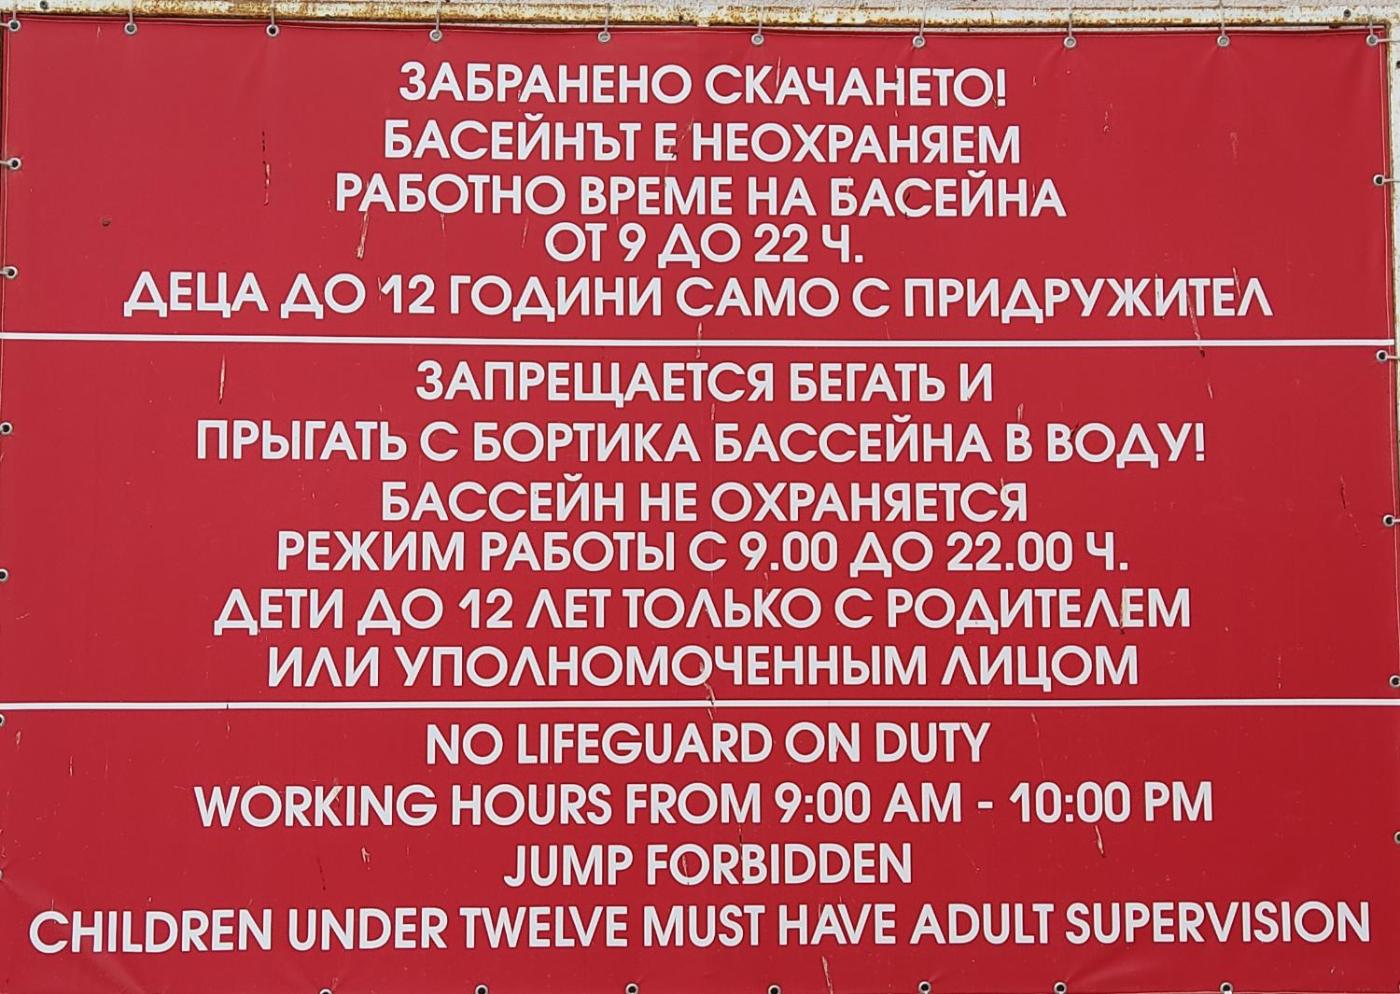 ЗАБРАНЕНО СКАЧАНЕТО!
БАСЕЙНЪТ Е НЕОХРАНЯЕМ
РАБОТНО ВРЕМЕ НА БАСЕЙНА
ОТ 9 ДО 22 Ч.
ДЕЦА ДО 12 ГОДИНИ САМО С ПРИДРУЖИТЕЛ
ЗАПРЕЩАЕТСЯ БЕГАТЬ И
ПРЫГАТЬ С БОРТИКА БАССЕЙНА В ВОДУ!
БАССЕЙН НЕ ОХРАНЯЕТСЯ
РЕЖИМ РАБОТЫ С 9.00 ДО 22.00 Ч.
ДЕТИ ДО 12 ЛЕТ ТОЛЬКО С РОДИТЕЛЕМ
ИЛИ УПОЛНОМОЧЕННЫМ ЛИЦОМ
NO LIFEGUARD ON DUTY
WORKING HOURS FROM 9:00 AM - 10:00 PM
JUMP FORBIDDEN
CHILDREN UNDER TWELVE MUST HAVE ADULT SUPERVISION